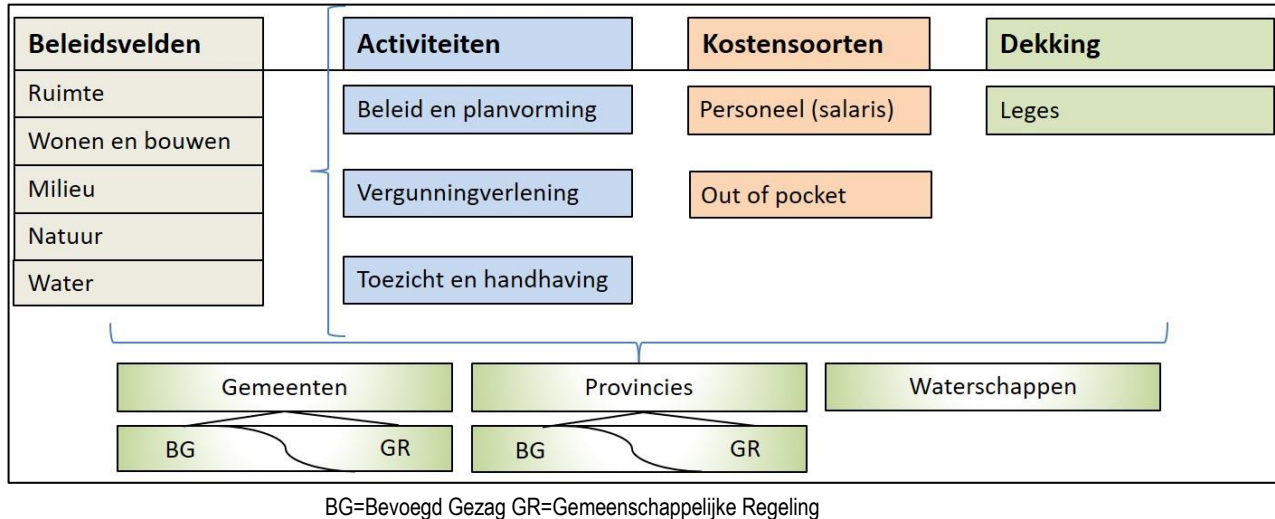 Beleidsvelden
Ruimte
Wonen en bouwen
Milieu
Natuur
Water
Activiteiten
Beleid en planvorming
Vergunningverlening
Toezicht en handhaving
Kostensoorten
Personeel (salaris)
Out of pocket
Dekking
Leges
Gemeenten
BG GR
Provincies
BG GR
Waterschappen
BG=Bevoegd Gezag GR=Gemeenschappelijke Regeling